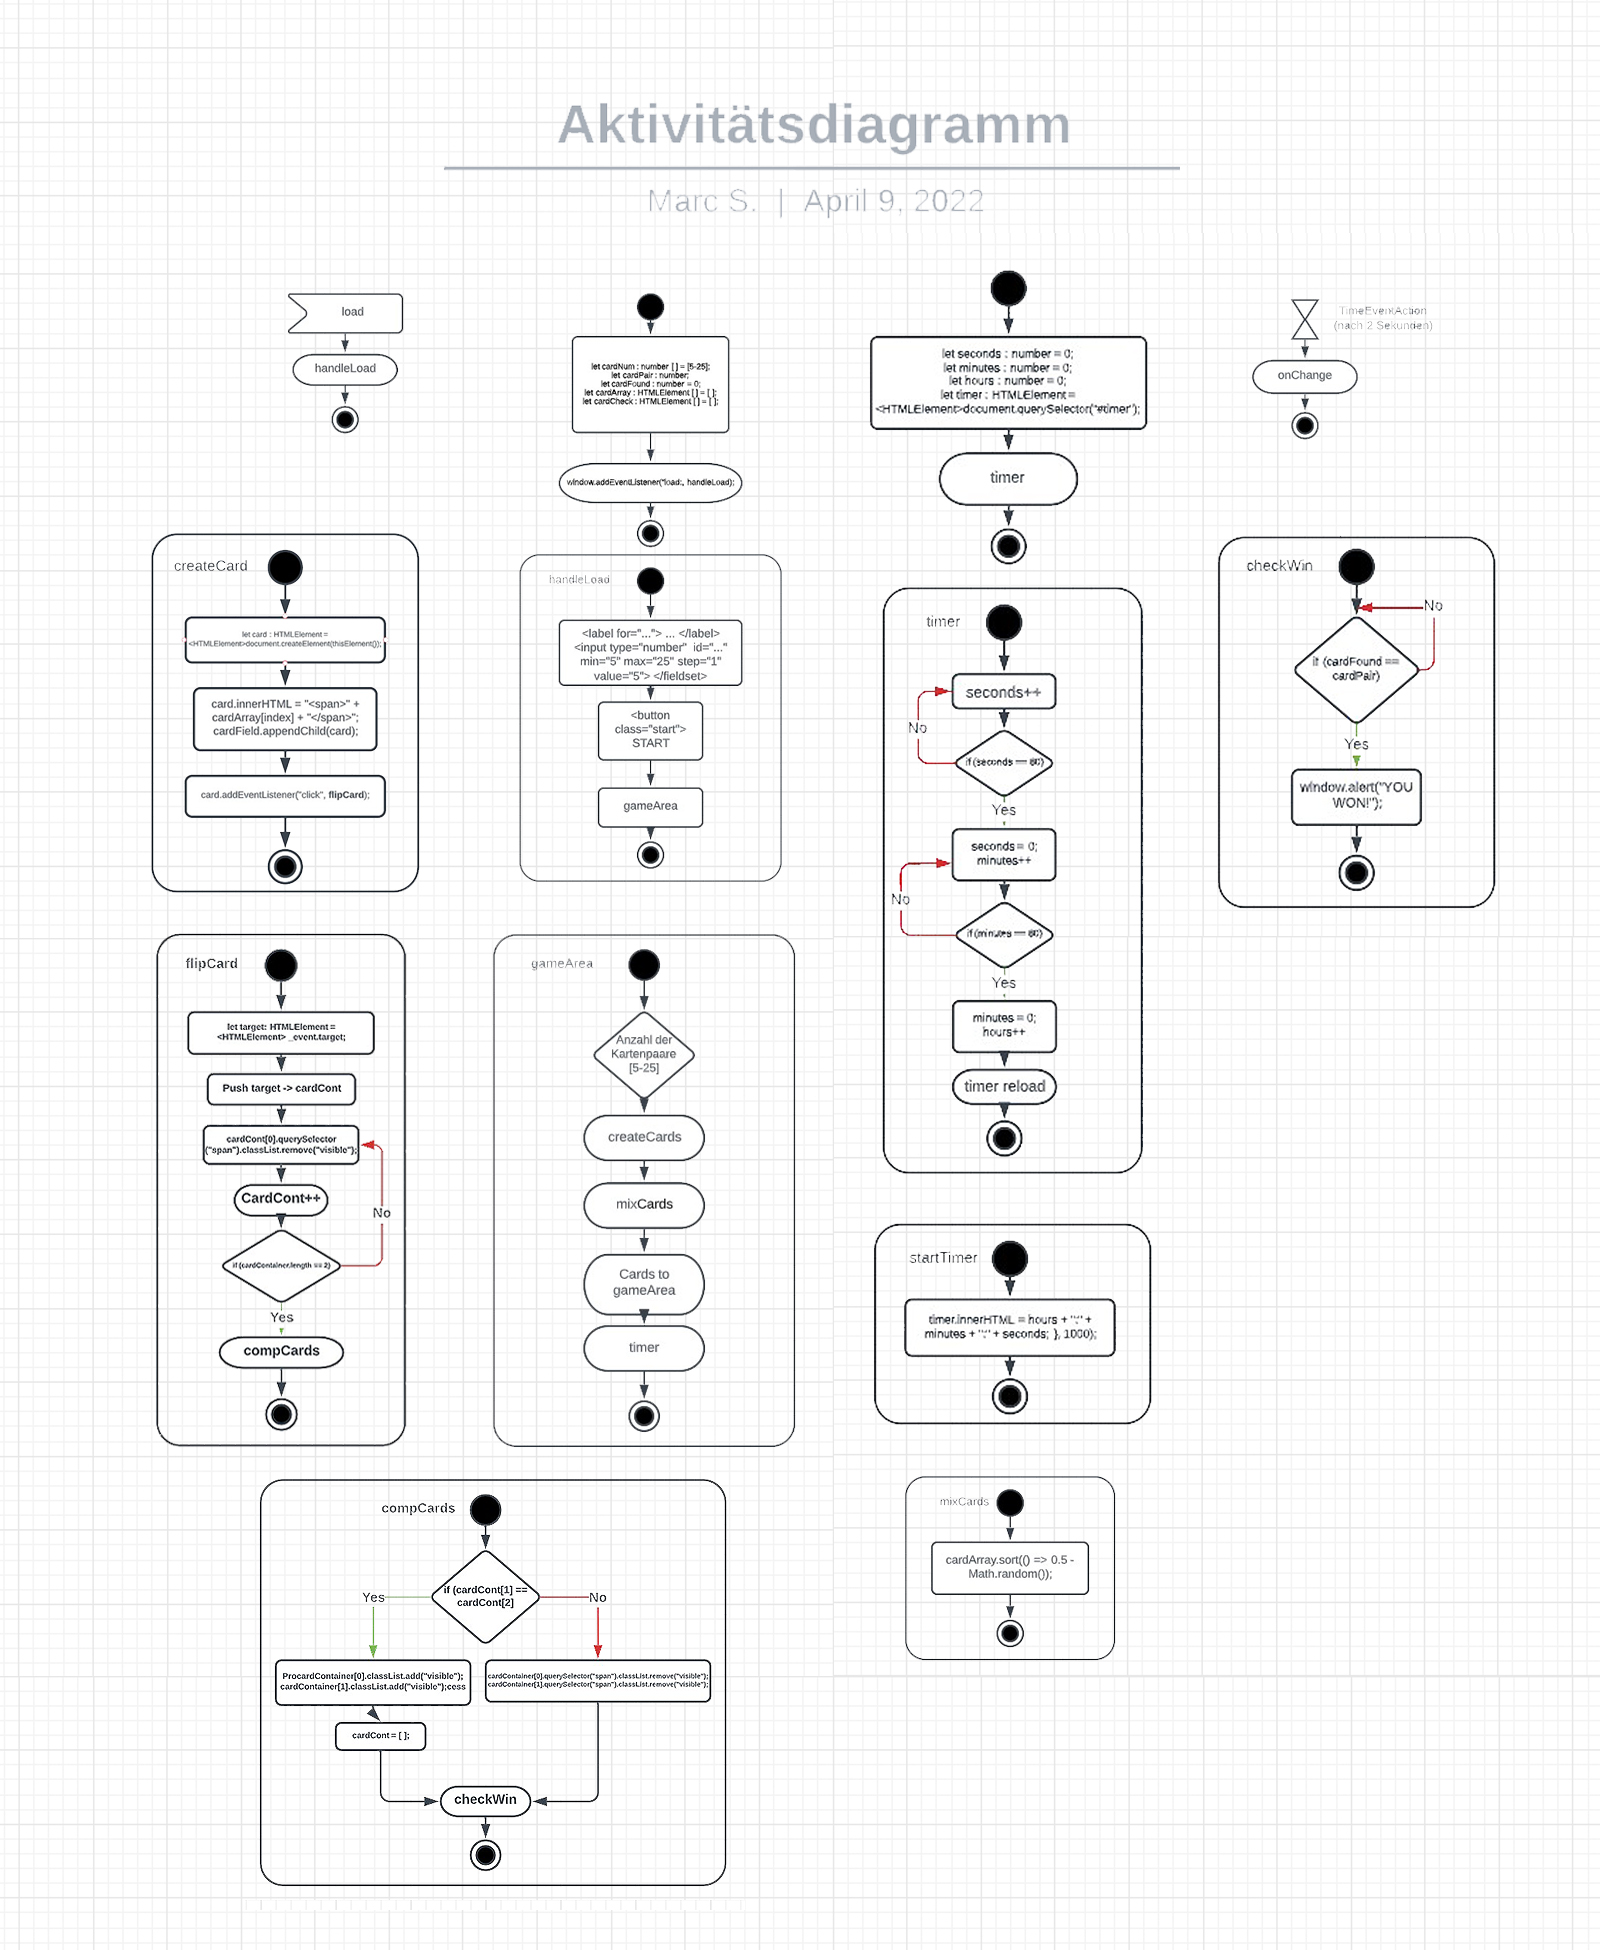 Aktivitätsdiagramm
Marc S. | April 9, 2022
load
handleLoad
let cardNum : number [ ] = [5-25];
let cardPair : number;
let cardFound : number = 0;
let cardArray : HTMLElement [ ] = [ ];
let cardCheck : HTMLElement [ ] = [ ];
window.addEventListener("load:, handleLoad);
let seconds : number = 0;
let minutes : number = 0;
let hours : number = 0;
let timer : HTMLElement =
<HTMLElement>document.querySelector("#timer");
timer
TimeEventAction
(nach 2 Sekunden)
onChange
createCard
let card : HTMLElement =
<HTMLElement>document.createElement(thisElement());
card.innerHTML = "<span>" +
cardArray[index] + "</span>";
cardField.appendChild(card);
card.addEventListener("click", flipCard);
handleLoad
<label for="..."> ... </label>
<input type="number" id="..."
min="5" max="25" step="1"
value="5"> </fieldset>
<button
class="start">
START
gameArea
timer
seconds++
No
if (seconds == 60)
Yes
seconds = 0;
minutes++
No
if (minutes == 60)
Yes
minutes = 0;
hours++
timer reload
checkWin
No
if (cardFound ==
cardPair)
Yes
window.alert("YOU
WON!");
flipCard
let target: HTMLElement =
<HTMLElement> _event.target;
Push target -> cardCont
cardCont[0].querySelector
("span").classList.remove("visible");
CardCont++
No
if (cardContainer.length == 2)
Yes
compCards
gameArea
Anzahl der
Kartenpaare
[5-25]
createCards
mixCards
Cards to
gameArea
timer
startTimer
timer.innerHTML = hours + ":" +
minutes + ":" + seconds; }, 1000);
compCards
if (cardCont[1] ==
cardCont[2]
Yes
No
ProcardContainer[0].classList.add("visible");
cardContainer[1].classList.add("visible");cess
cardContainer[0].querySelector("span").classList.remove("visible");
cardContainer[1].querySelector("span").classList.remove("visible");
cardCont = [ ];
checkWin
mixCards
cardArray.sort(() => 0.5 -
Math.random());